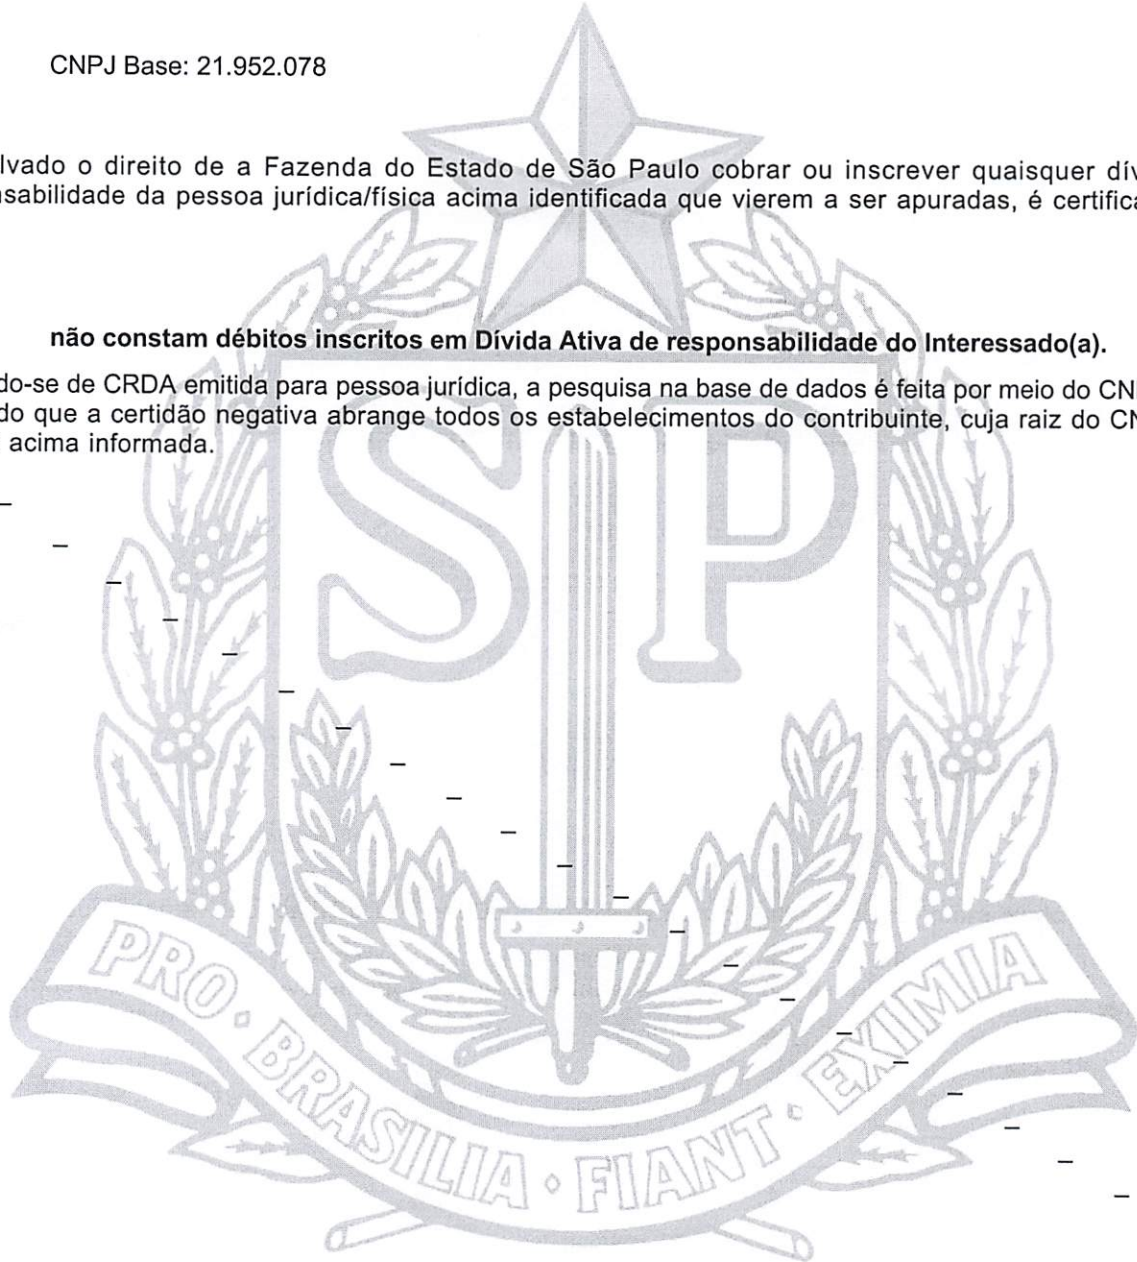 CNPJ Base: 21.952.078
lvado o direito de a Fazenda do Estado de São Paulo cobrar ou inscrever quaisquer dív
nsabilidade da pessoa jurídica/física acima identificada que vierem a ser apuradas, é certifica
não constam débitos inscritos em Dívida Ativa de responsabilidade do Interessado(a).
do-se de CRDA emitida para pessoa jurídica, a pesquisa na base de dados é feita por meio do CN
do que a certidão negativa abrange todos os estabelecimentos do contribuinte, cuja raiz do CN
acima informada.
SP
PRO · BRASILIA · FIANT · EXIMIA